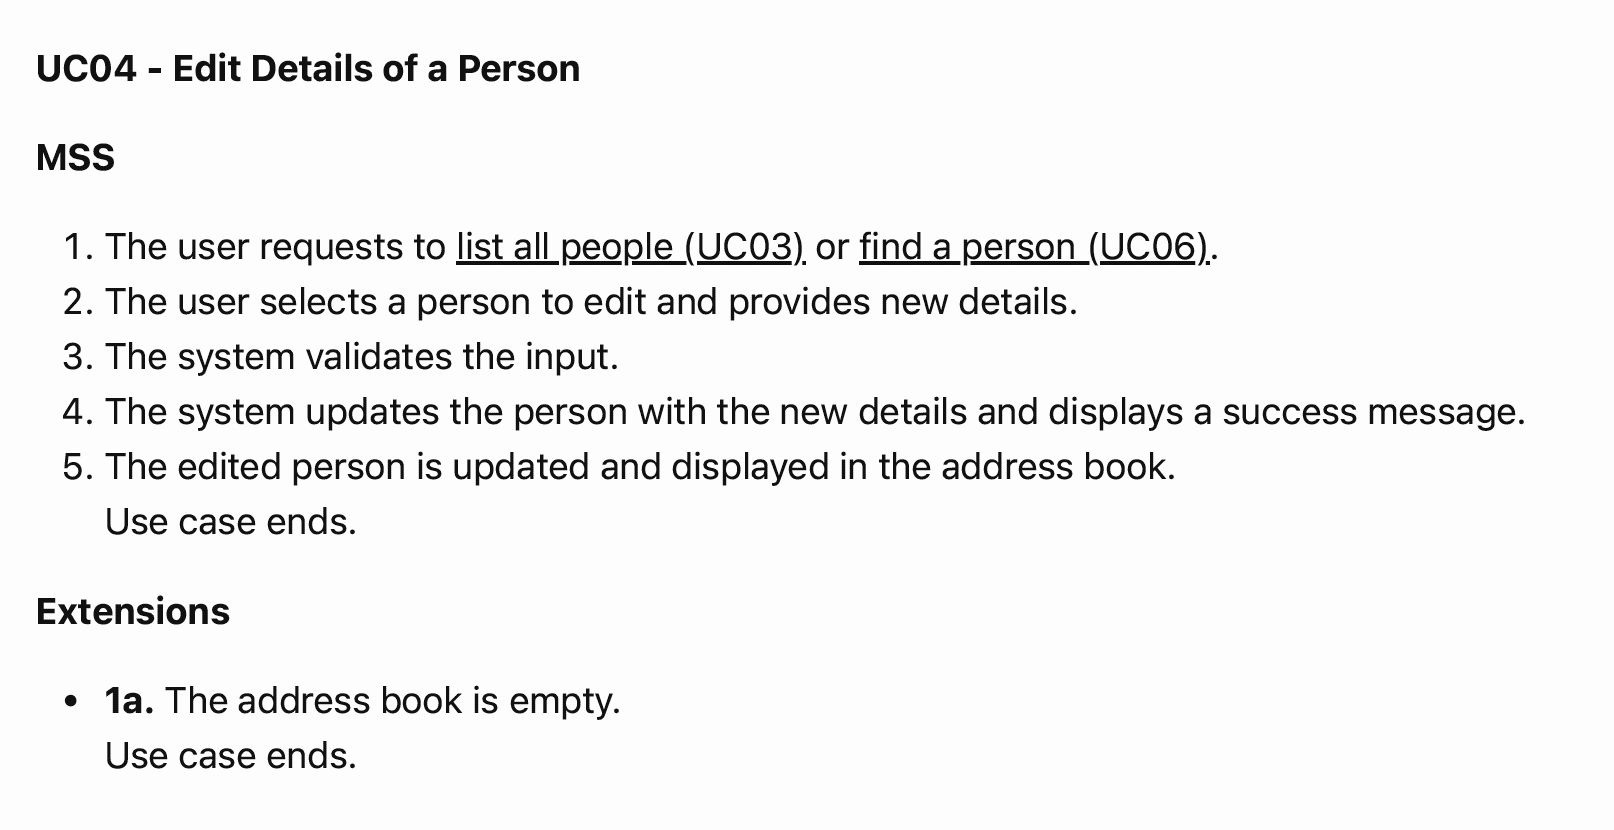 UC04 - Edit Details of a Person
MSS
1. The user requests to list all people (UC03) or find a person (UC06).
2. The user selects a person to edit and provides new details.
3. The system validates the input.
4. The system updates the person with the new details and displays a success message.
5. The edited person is updated and displayed in the address book.
Use case ends.
Extensions
• 1a. The address book is empty.
Use case ends.